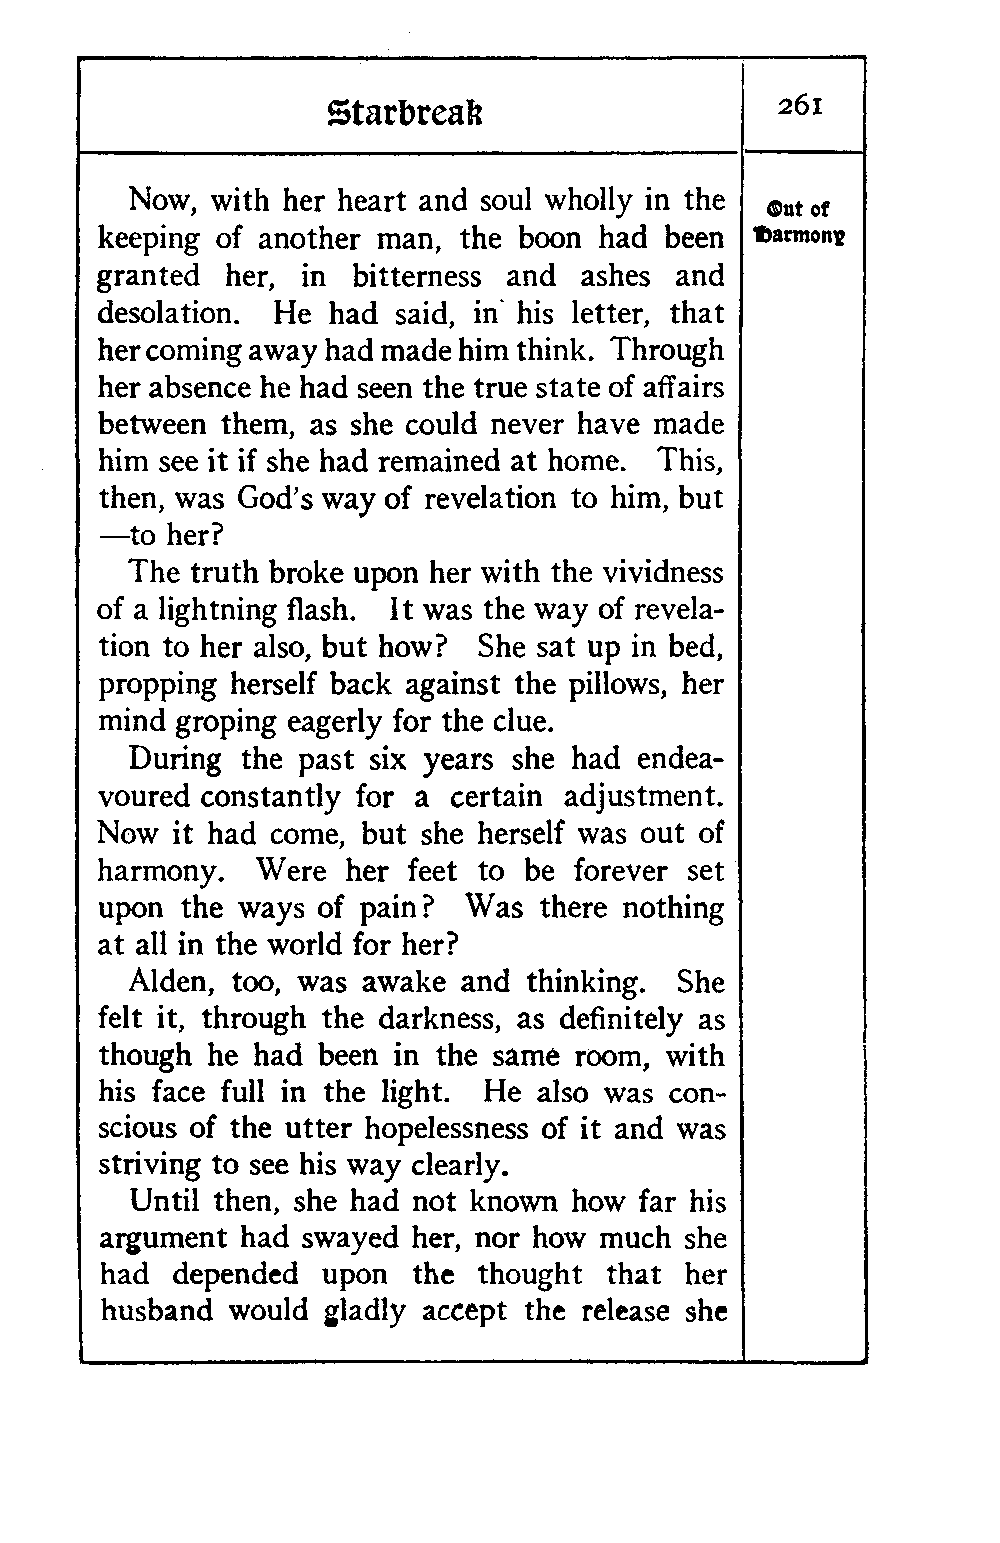 Starbreak
261
Out of
Harmony
Now, with her heart and soul wholly in the
keeping of another man, the boon had been
granted her, in bitterness and ashes and
desolation. He had said, in his letter, that
her coming away had made him think. Through
her absence he had seen the true state of affairs
between them, as she could never have made
him see it if she had remained at home. This,
then, was God's way of revelation to him, but
—to her?
The truth broke upon her with the vividness
of a lightning flash. It was the way of revela-
tion to her also, but how? She sat up in bed,
propping herself back against the pillows, her
mind groping eagerly for the clue.
During the past six years she had endea-
voured constantly for a certain adjustment.
Now it had come, but she herself was out of
harmony. Were her feet to be forever set
upon the ways of pain? Was there nothing
at all in the world for her?
Alden, too, was awake and thinking. She
felt it, through the darkness, as definitely as
though he had been in the same room, with
his face full in the light. He also was con-
scious of the utter hopelessness of it and was
striving to see his way clearly.
Until then, she had not known how far his
argument had swayed her, nor how much she
had depended upon the thought that her
husband would gladly accept the release she